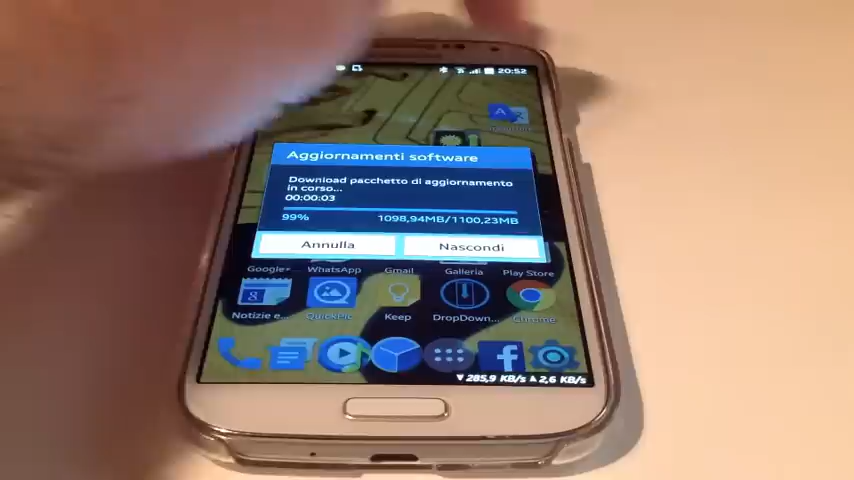 20:52
Aggiornamenti software
Download pacchetto di aggiornamento
in corso...
00:00:03
99% 1098,94MB/1100,23MB
Annulla Nascondi
Google+ WhatsApp Gmail Galleria Play Store
Notizie e... QuickPic Keep DropDown... Chrome
▼ 285,9 KB/s ▲ 2,6 KB/s